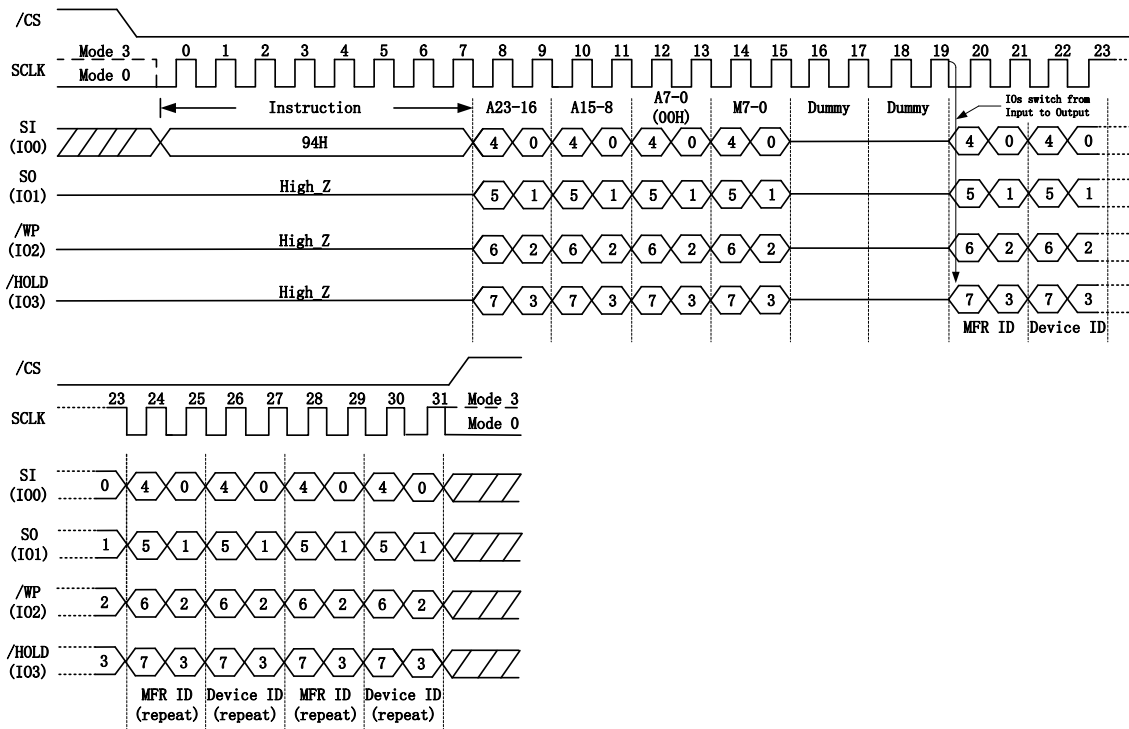 /CS
Mode 3 0 1 2 3 4 5 6 7 8 9 10 11 12 13 14 15 16 17 18 19 20 21 22 23
SCLK
Mode 0
Instruction A23-16 A15-8 A7-0 (00H) M7-0 Dummy Dummy IOs switch from Input to Output
SI
(IO0)
94H 4 0 4 0 4 0 4 0 4 0 4 0
SO
(IO1)
High_Z 5 1 5 1 5 1 5 1 5 1 5 1
/WP
(IO2)
High_Z 6 2 6 2 6 2 6 2 6 2 6 2
/HOLD
(IO3)
High_Z 7 3 7 3 7 3 7 3 7 3 7 3
MFR ID Device ID
/CS
23 24 25 26 27 28 29 30 31 Mode 3
SCLK
Mode 0
SI
(IO0)
0 4 0 4 0 4 0 4 0
SO
(IO1)
1 5 1 5 1 5 1 5 1
/WP
(IO2)
2 6 2 6 2 6 2 6 2
/HOLD
(IO3)
3 7 3 7 3 7 3 7 3
MFR ID Device ID MFR ID Device ID
(repeat) (repeat) (repeat) (repeat)